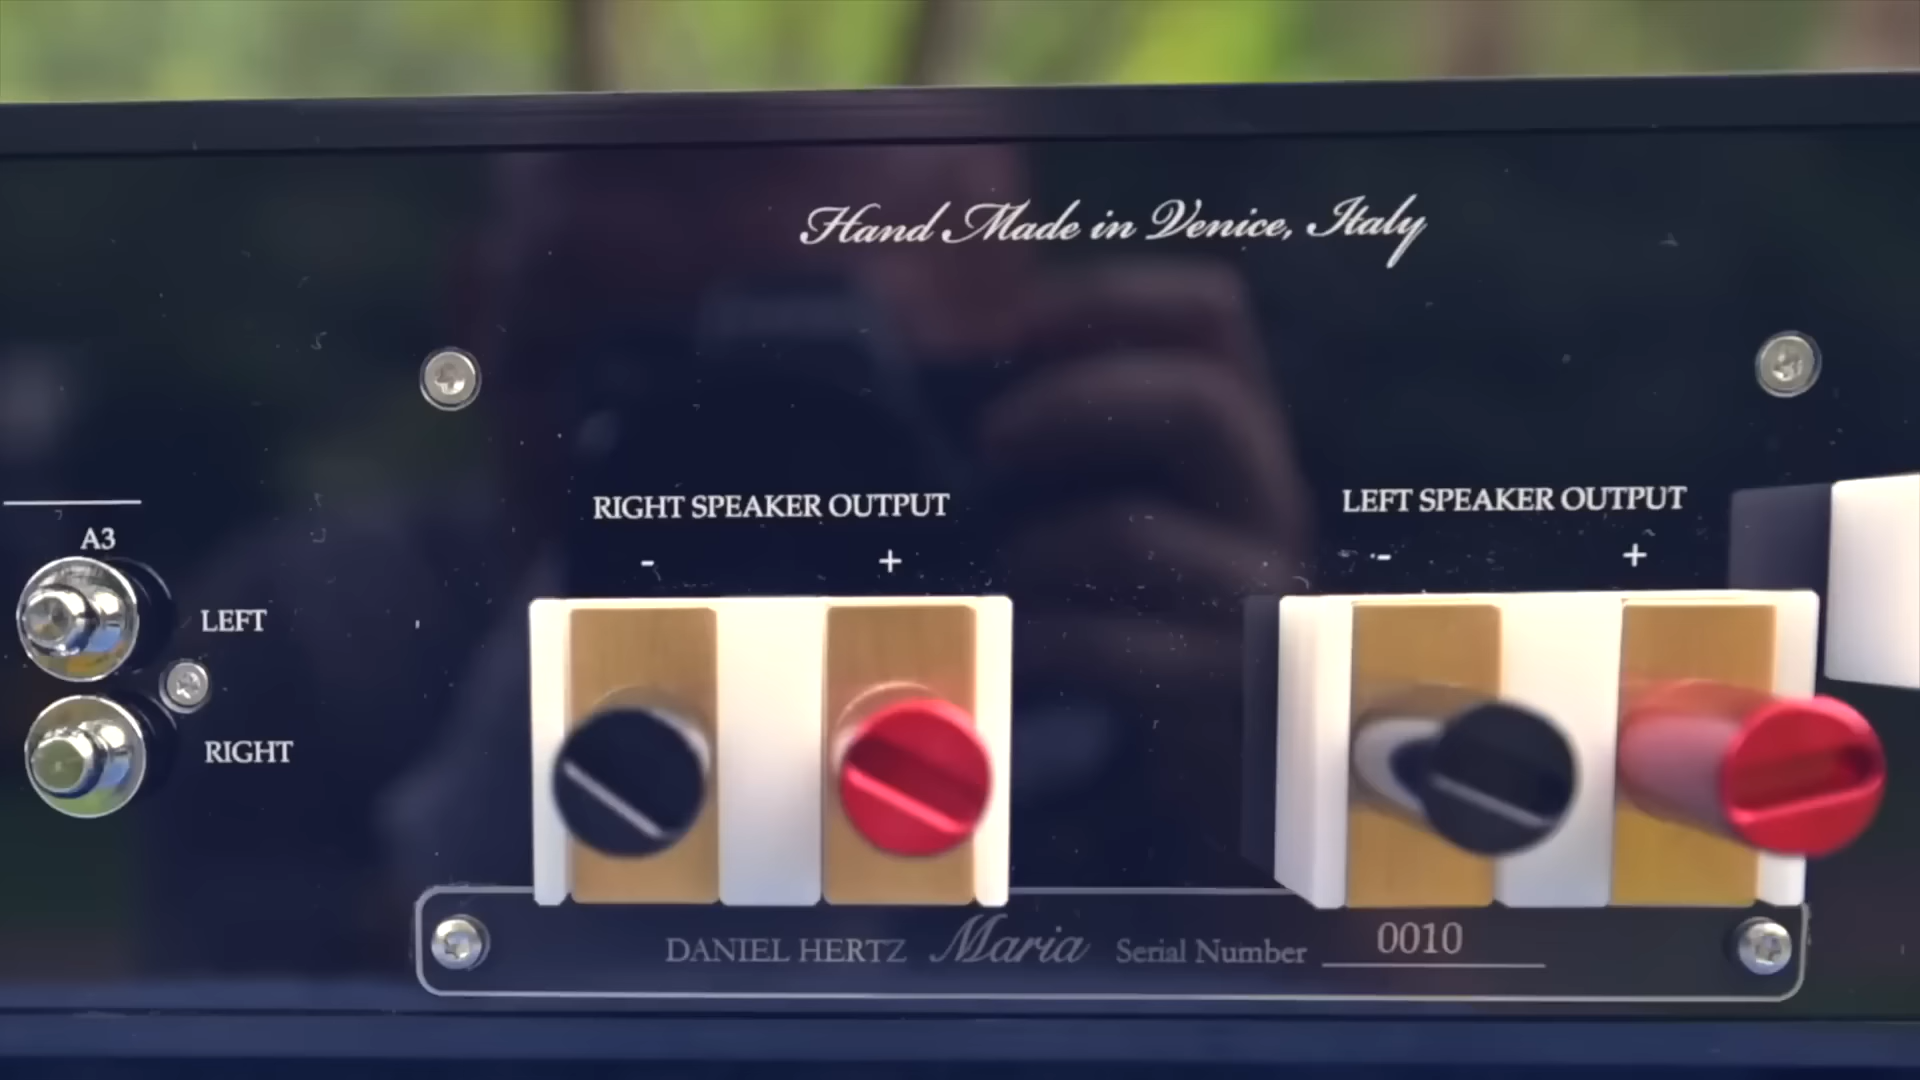 Hand Made in Venice, Italy
RIGHT SPEAKER OUTPUT
- +
LEFT SPEAKER OUTPUT
- +
A3
LEFT
RIGHT
DANIEL HERTZ Maria Serial Number 0010